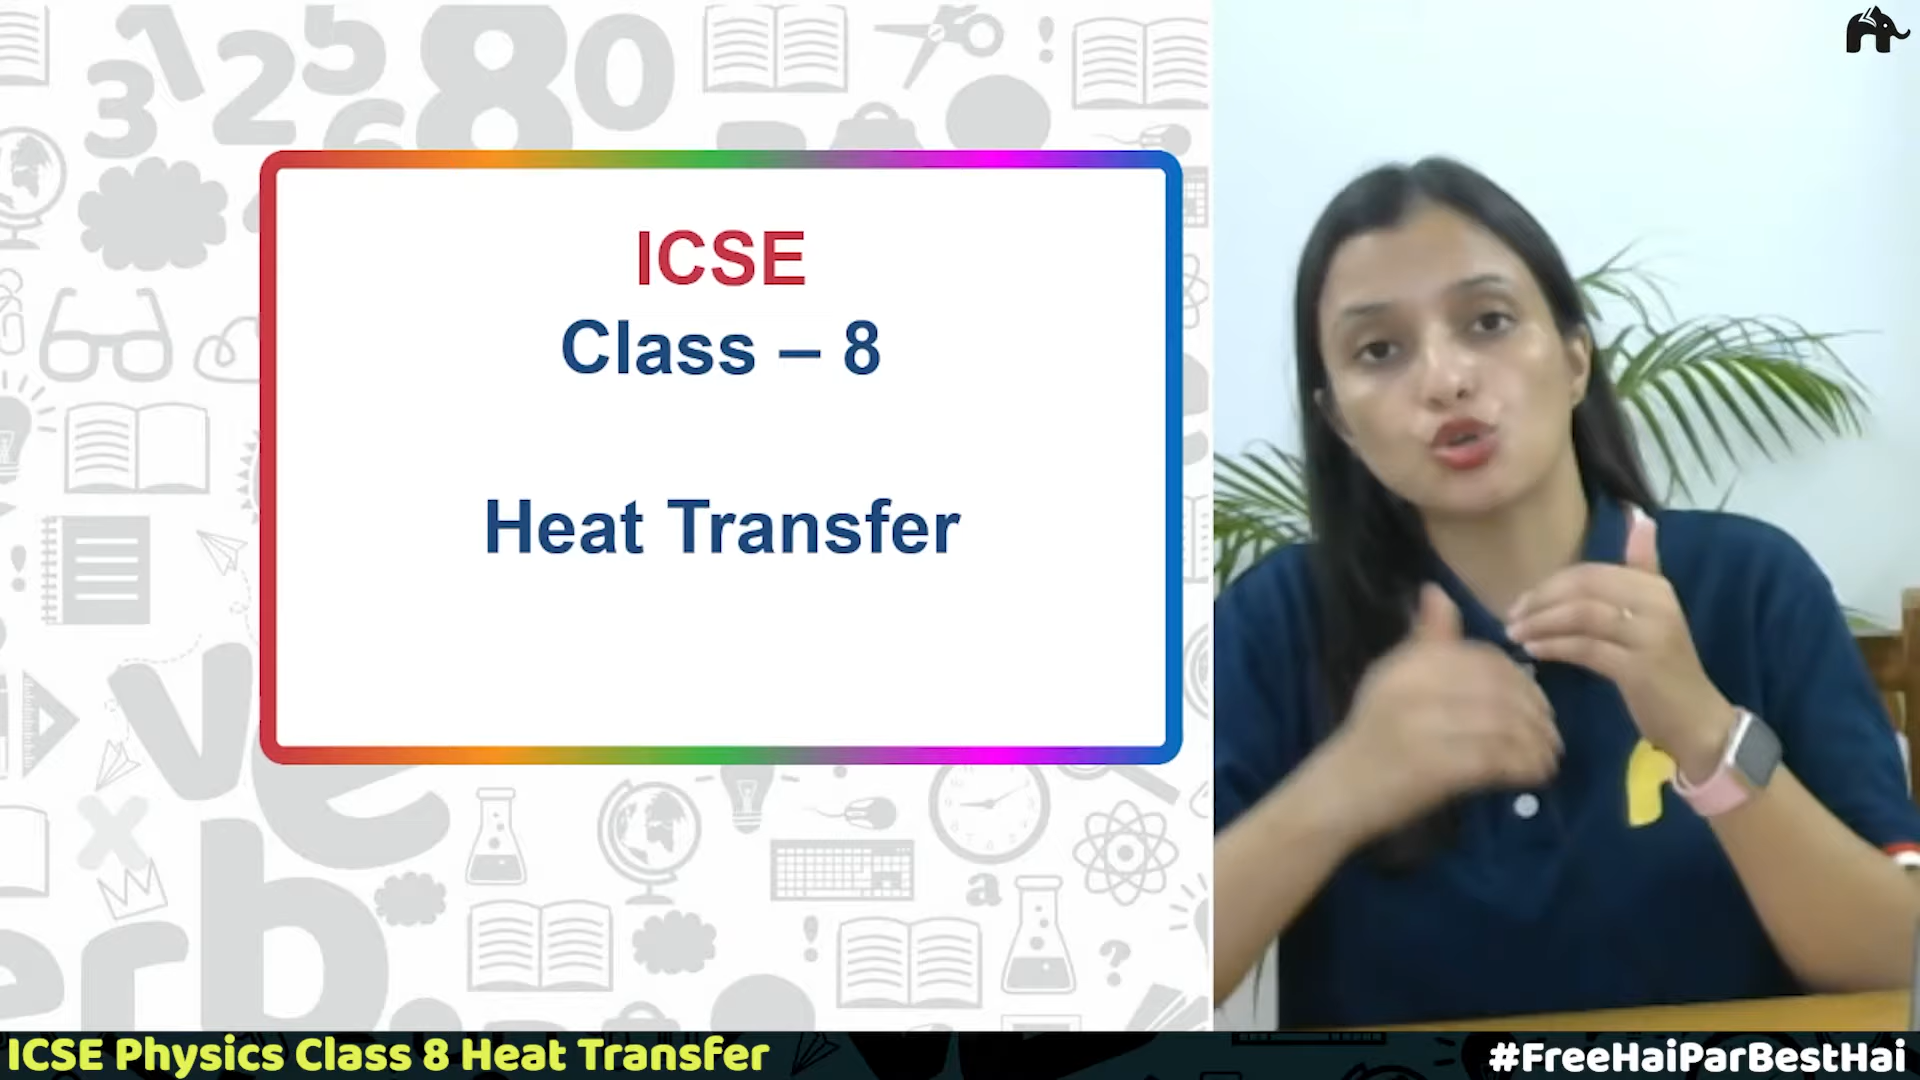 ICSE
Class – 8
Heat Transfer
ICSE Physics Class 8 Heat Transfer
#FreeHaiParBestHai